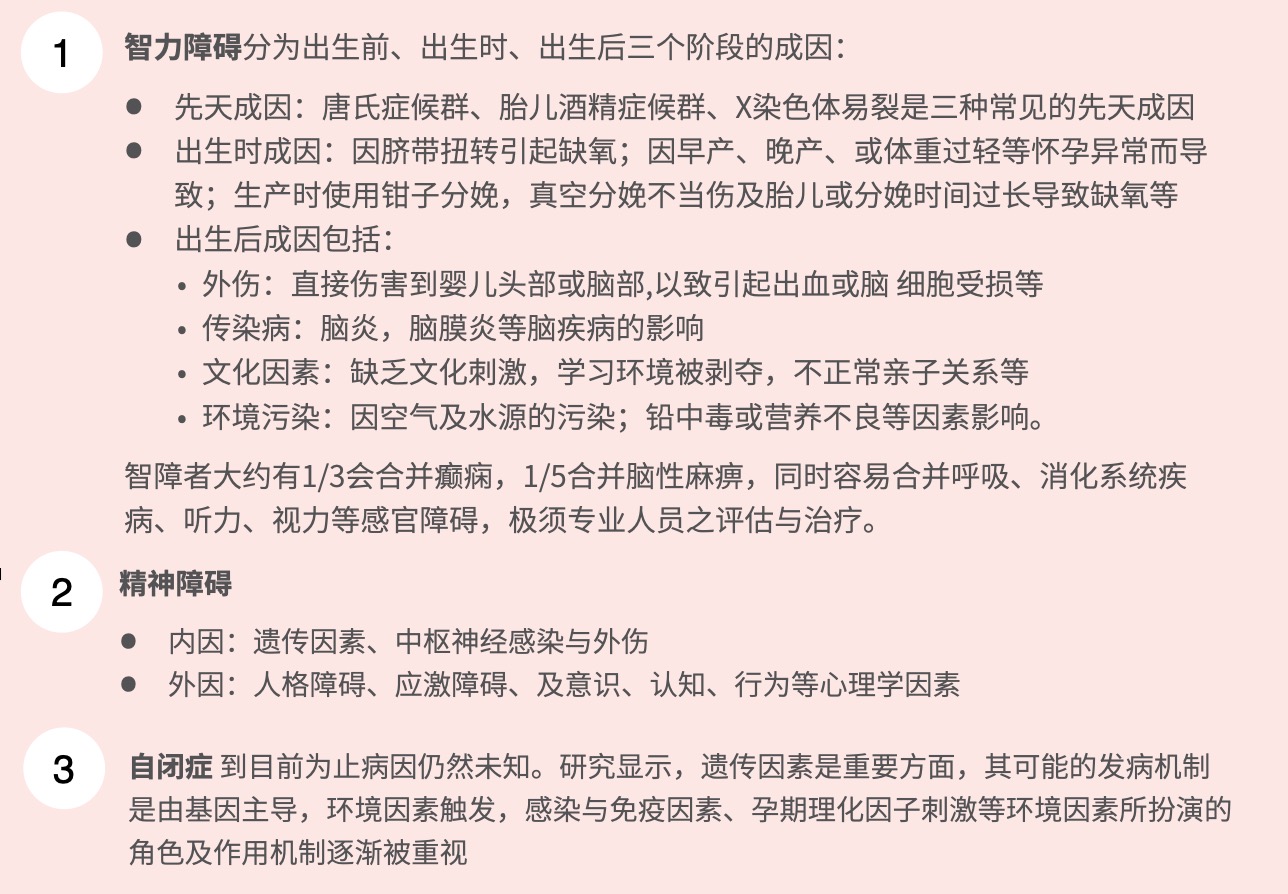 1
智力障碍分为出生前、出生时、出生后三个阶段的成因：
● 先天成因：唐氏症候群、胎儿酒精症候群、X染色体易裂是三种常见的先天成因
● 出生时成因：因脐带扭转引起缺氧；因早产、晚产、或体重过轻等怀孕异常而导
致；生产时使用钳子分娩，真空分娩不当伤及胎儿或分娩时间过长导致缺氧等
● 出生后成因包括：
• 外伤：直接伤害到婴儿头部或脑部,以致引起出血或脑 细胞受损等
• 传染病：脑炎，脑膜炎等脑疾病的影响
• 文化因素：缺乏文化刺激，学习环境被剥夺，不正常亲子关系等
• 环境污染：因空气及水源的污染；铅中毒或营养不良等因素影响。
智障者大约有1/3会合并癫痫，1/5合并脑性麻痹，同时容易合并呼吸、消化系统疾
病、听力、视力等感官障碍，极须专业人员之评估与治疗。
2
精神障碍
● 内因：遗传因素、中枢神经感染与外伤
● 外因：人格障碍、应激障碍、及意识、认知、行为等心理学因素
3
自闭症 到目前为止病因仍然未知。研究显示，遗传因素是重要方面，其可能的发病机制
是由基因主导，环境因素触发，感染与免疫因素、孕期理化因子刺激等环境因素所扮演的
角色及作用机制逐渐被重视